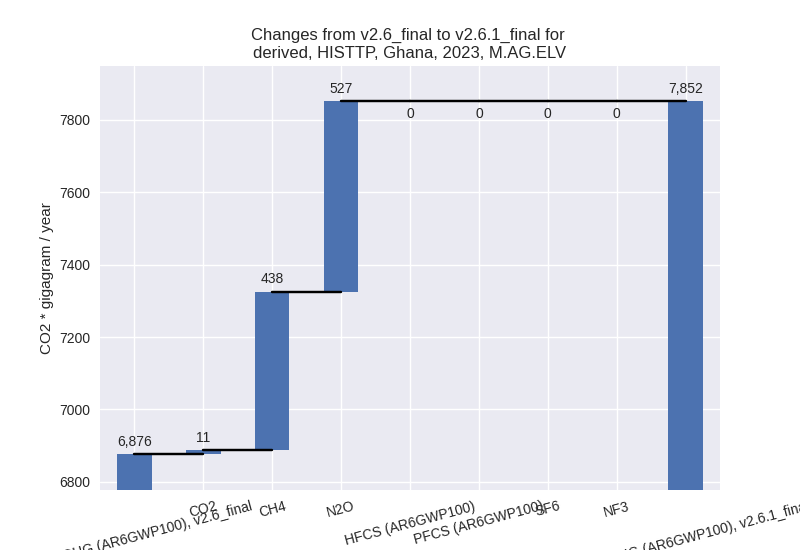 Changes from v2.6_final to v2.6.1_final for
derived, HISTTP, Ghana, 2023, M.AG.ELV
CO2 * gigagram / year
7800
7600
7400
7200
7000
6800
6,876
11
438
527
0
0
0
0
7,852
(AR6GWP100), v2.6_final
CO2
CH4
N2O
HFCS (AR6GWP100)
PFCS (AR6GWP100)
SF6
NF3
(AR6GWP100), v2.6.1_fina